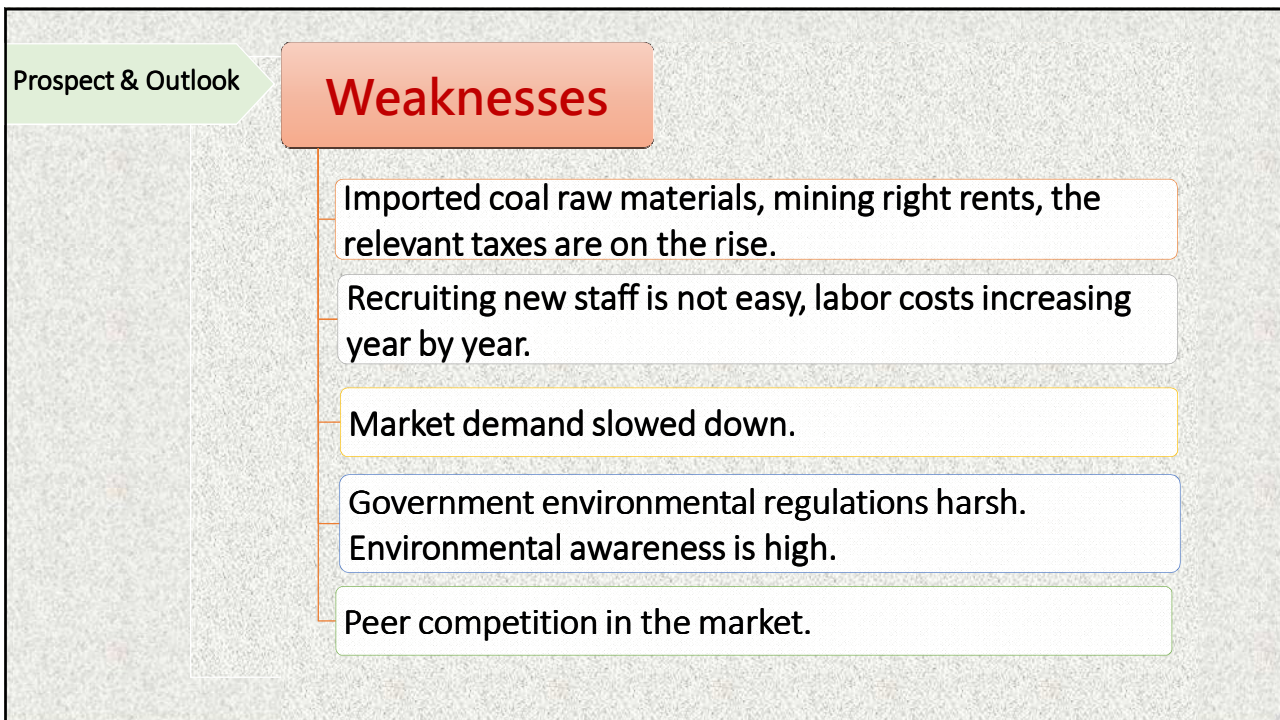 Prospect & Outlook
Weaknesses
Imported coal raw materials, mining right rents, the
relevant taxes are on the rise.
Recruiting new staff is not easy, labor costs increasing
year by year.
Market demand slowed down.
Government environmental regulations harsh.
Environmental awareness is high.
Peer competition in the market.